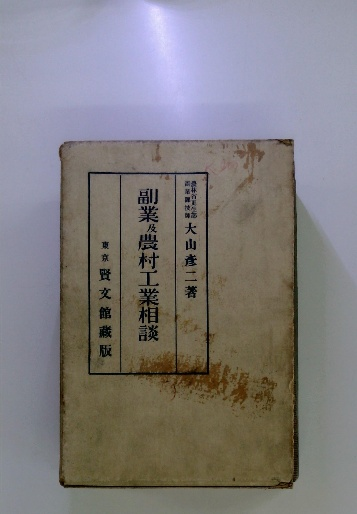 大山彦二著
副業及農村工業相談
東京 賢文館蔵版